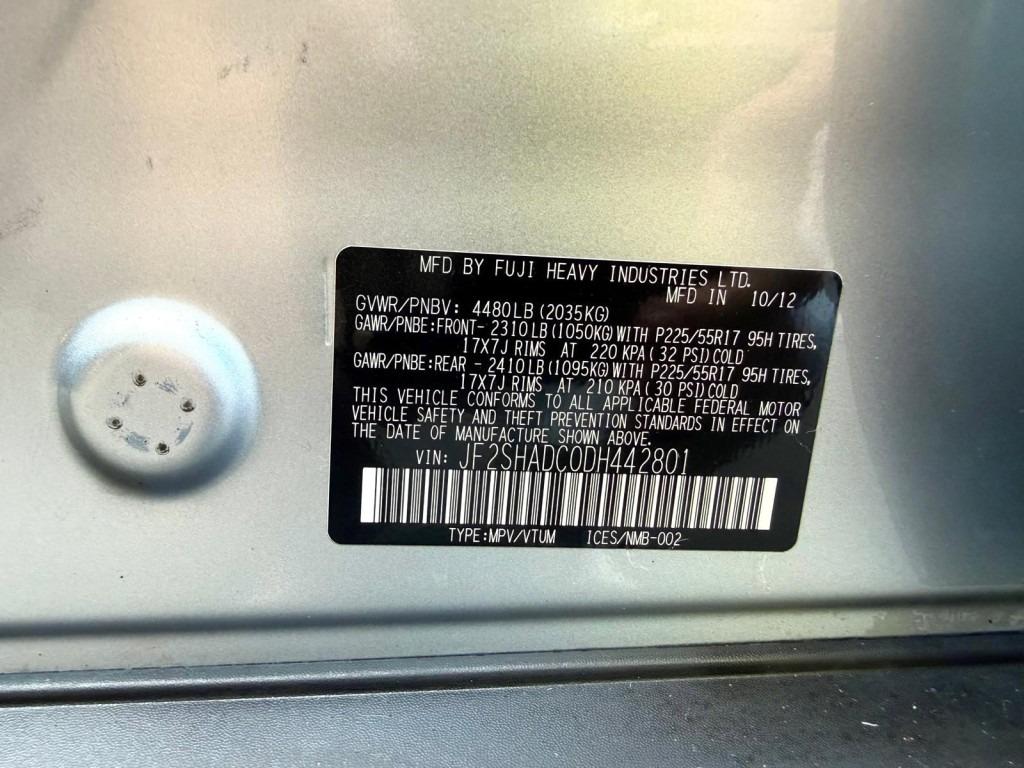 MFD BY FUJI HEAVY INDUSTRIES LTD.
MFD IN 10/12
GVWR/PNBV: 4480LB (2035KG)
GAWR/PNBE:FRONT- 2310LB (1050KG) WITH P225/55R17 95H TIRES,
17X7J RIMS AT 220 KPA ( 32 PSI) COLD
GAWR/PNBE:REAR - 2410LB (1095KG) WITH P225/55R17 95H TIRES,
17X7J RIMS AT 210 KPA ( 30 PSI) COLD
THIS VEHICLE CONFORMS TO ALL APPLICABLE FEDERAL MOTOR
VEHICLE SAFETY AND THEFT PREVENTION STANDARDS IN EFFECT ON
THE DATE OF MANUFACTURE SHOWN ABOVE.
VIN: JF2SHADC0DH442801
TYPE:MPV/VTUM ICES/NMB-002